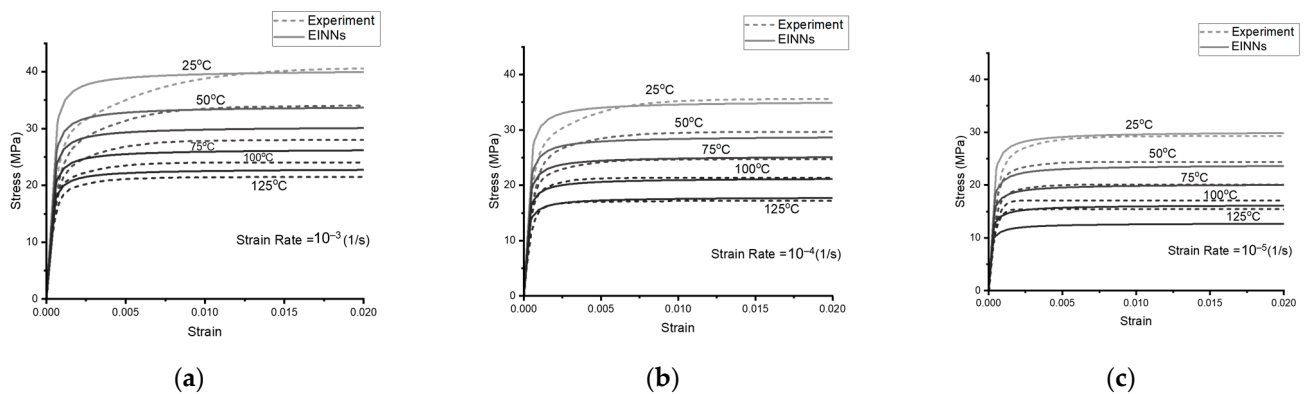 Experiment
EINNs
25°C
50°C
75°C
100°C
125°C
Strain Rate =10⁻³ (1/s)
Stress (MPa)
40
30
20
10
0
0.000 0.005 0.010 0.015 0.020
Strain
(a)
Experiment
EINNs
25°C
50°C
75°C
100°C
125°C
Strain Rate =10⁻⁴(1/s)
Stress (MPa)
40
30
20
10
0
0.000 0.005 0.010 0.015 0.020
Strain
(b)
Experiment
EINNs
25°C
50°C
75°C
100°C
125°C
Strain Rate =10⁻⁵(1/s)
Stress (MPa)
40
30
20
10
0
0.000 0.005 0.010 0.015 0.020
Strain
(c)